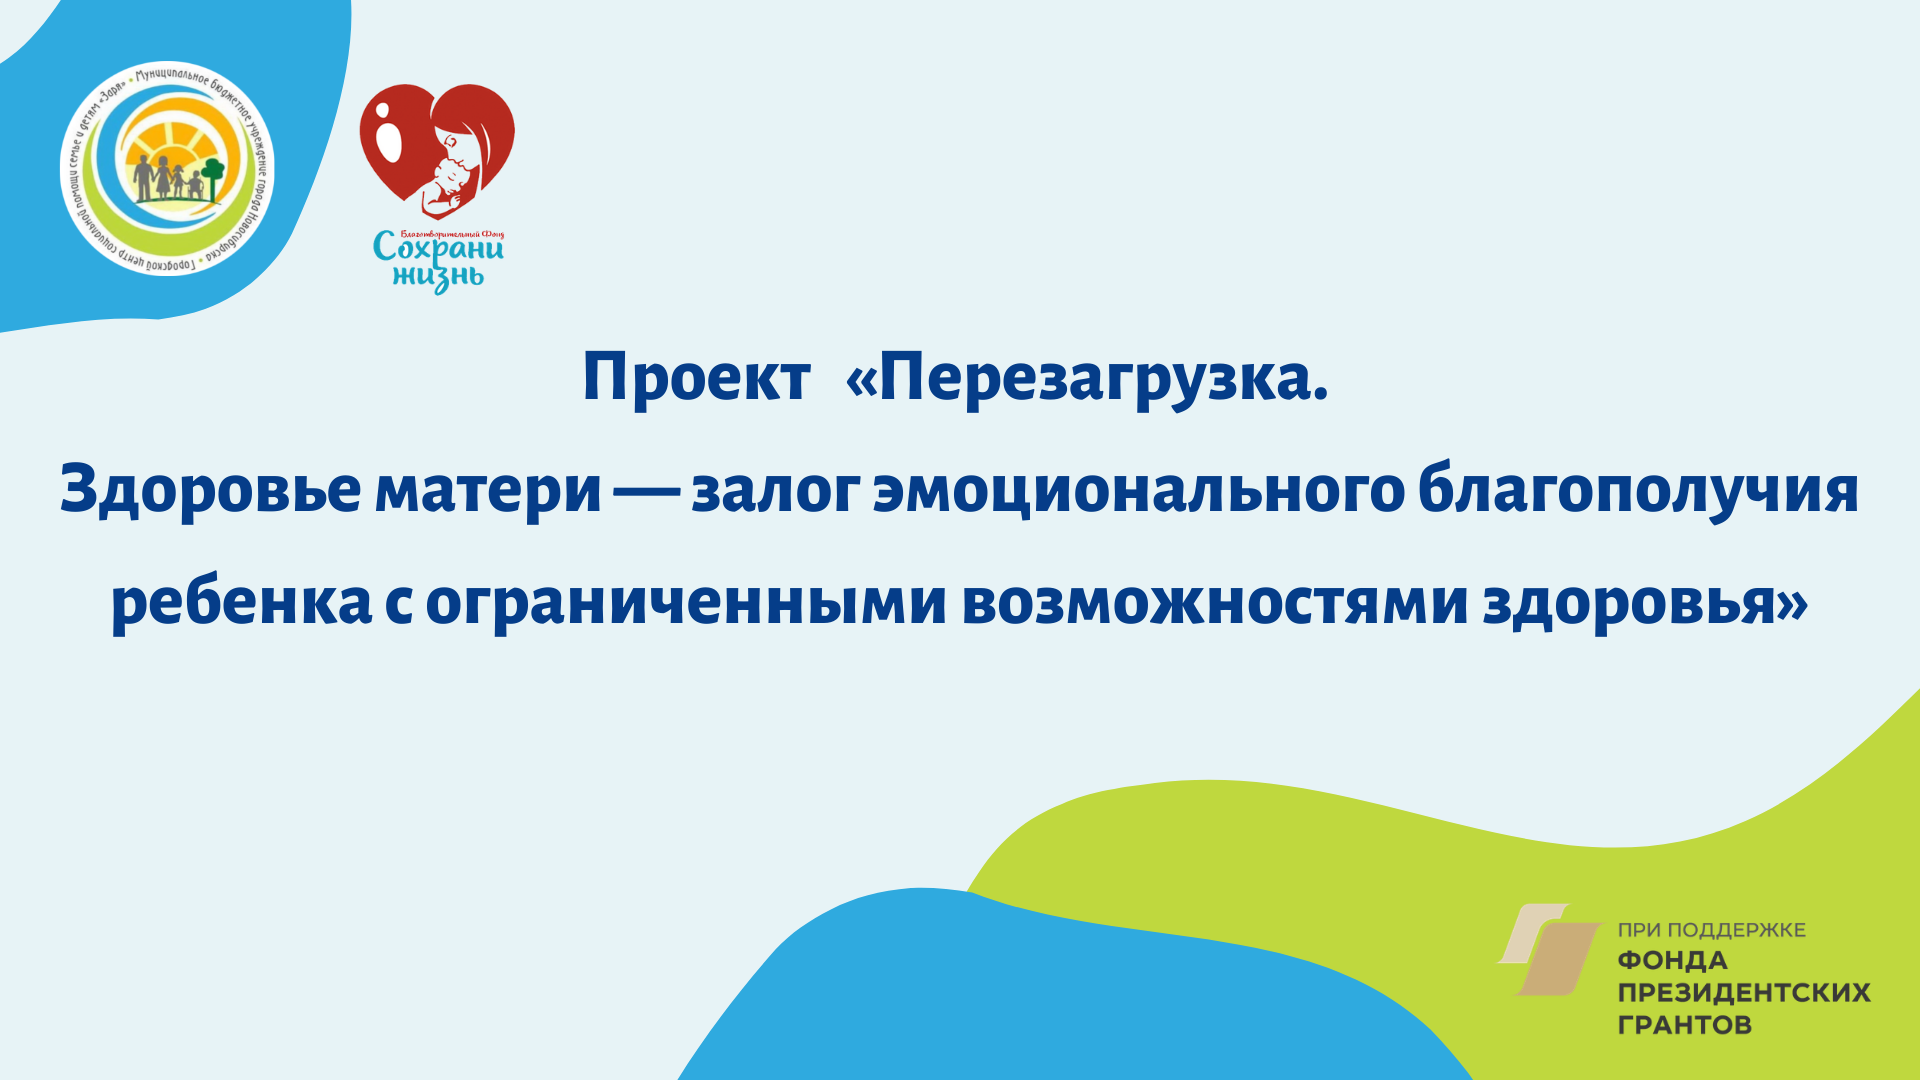 Муниципальное бюджетное учреждение города Новосибирска • Городской центр социальной помощи семье и детям «Заря» •
Благотворительный Фонд
Сохрани
жизнь
Проект «Перезагрузка.
Здоровье матери — залог эмоционального благополучия
ребенка с ограниченными возможностями здоровья»
ПРИ ПОДДЕРЖКЕ
ФОНДА
ПРЕЗИДЕНТСКИХ
ГРАНТОВ